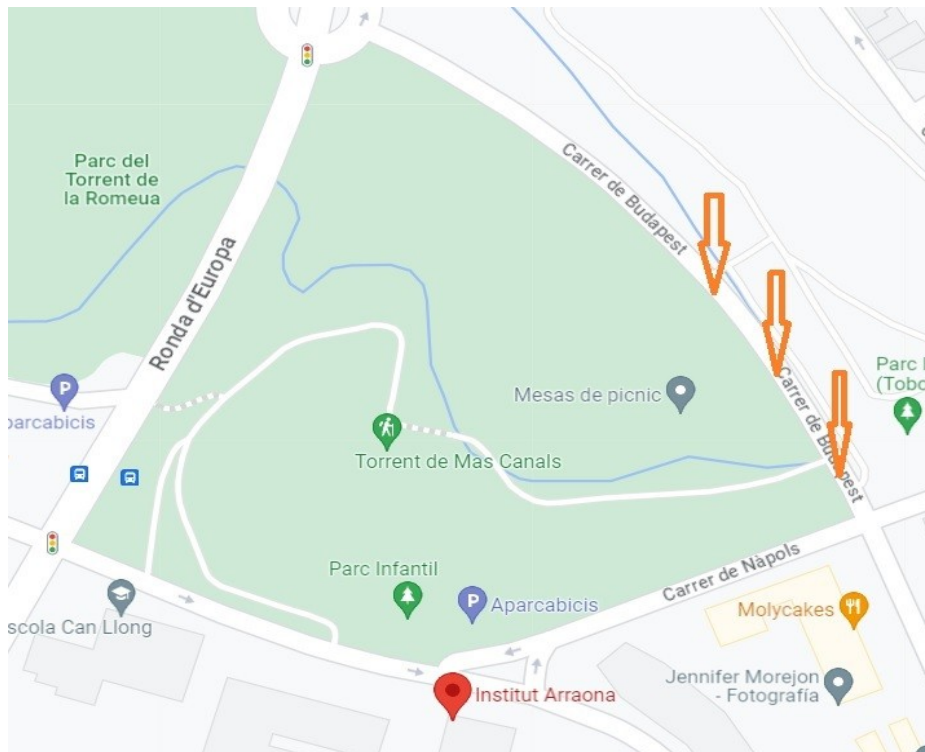 Carrer de Budapest
Parc del
Torrent de
la Romeua
Ronda d'Europa
Mesas de picnic
Carrer de Budapest
(Tobo
parcabicis
Torrent de Mas Canals
Parc Infantil
Carrer de Nàpols
Aparcabicis
Molycakes
scola Can Llong
Jennifer Morejon
- Fotografía
Institut Arraona